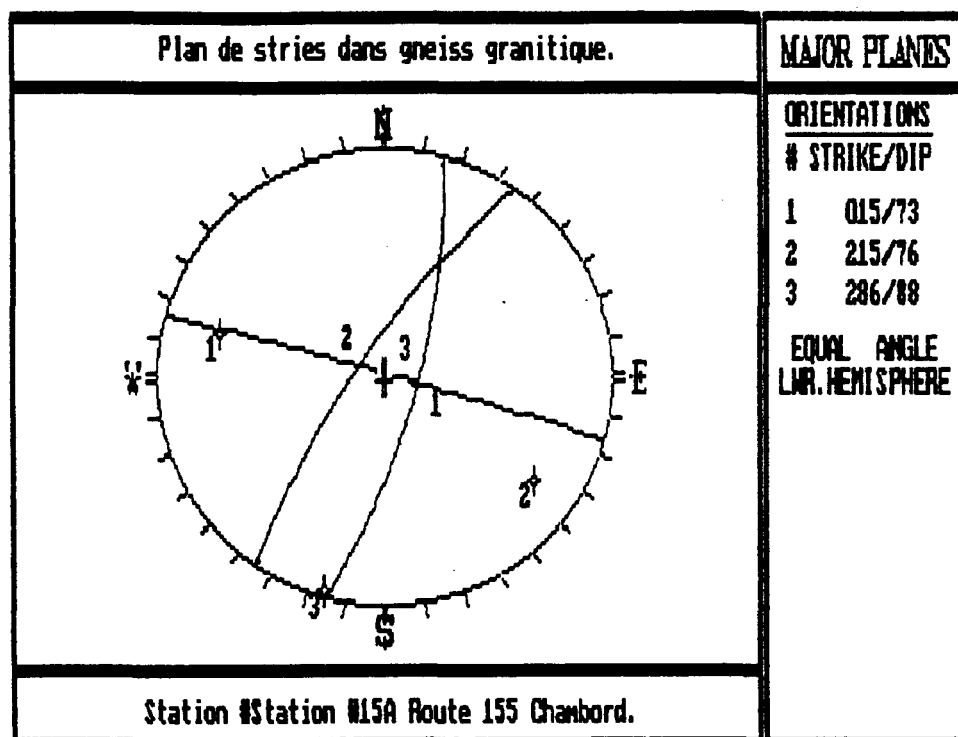 Plan de stries dans gneiss granitique.
MAJOR PLANES
ORIENTATIONS
# STRIKE/DIP
1 015/73
2 215/76
3 286/88
EQUAL ANGLE
LWR.HEMISPHERE
N
2
3
1
W
E
1
2
3
S
Station #Station #15A Route 155 Chambord.